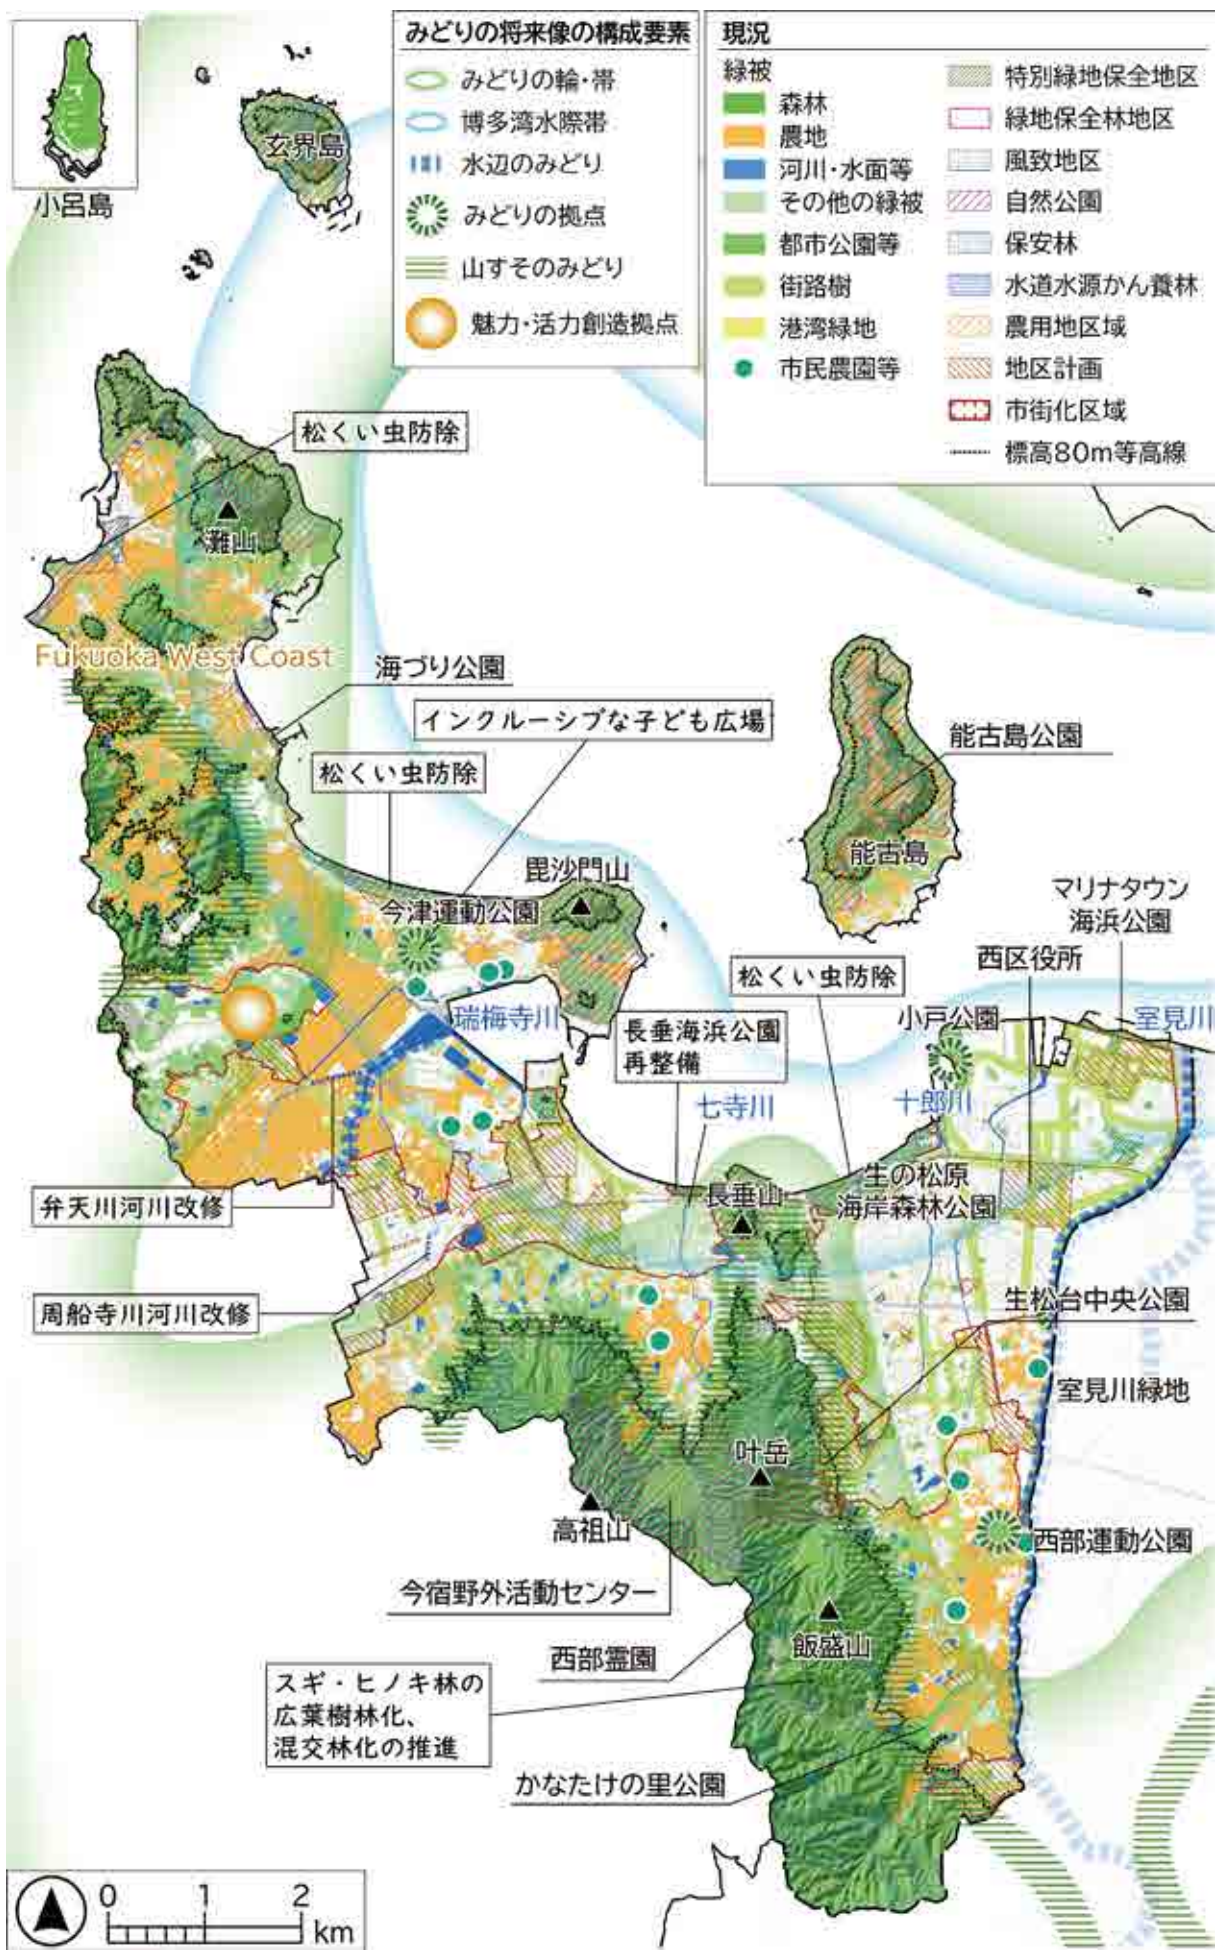 小呂島
玄界島
みどりの将来像の構成要素
みどりの輪・帯
博多湾水際帯
水辺のみどり
みどりの拠点
山すそのみどり
魅力・活力創造拠点
現況
緑被
森林
農地
河川・水面等
その他の緑被
都市公園等
街路樹
港湾緑地
市民農園等
特別緑地保全地区
緑地保全林地区
風致地区
自然公園
保安林
水道水源かん養林
農用地区域
地区計画
市街化区域
標高80m等高線
松くい虫防除
灘山
Fukuoka West Coast
海づり公園
インクルーシブな子ども広場
松くい虫防除
能古島公園
能古島
毘沙門山
今津運動公園
マリナタウン
海浜公園
西区役所
松くい虫防除
小戸公園
室見川
瑞梅寺川
長垂海浜公園
再整備
七寺川
十郎川
生の松原
海岸森林公園
長垂山
弁天川河川改修
周船寺川河川改修
生松台中央公園
室見川緑地
叶岳
高祖山
西部運動公園
今宿野外活動センター
飯盛山
西部霊園
スギ・ヒノキ林の
広葉樹林化、
混交林化の推進
かなたけの里公園
0 1 2
km